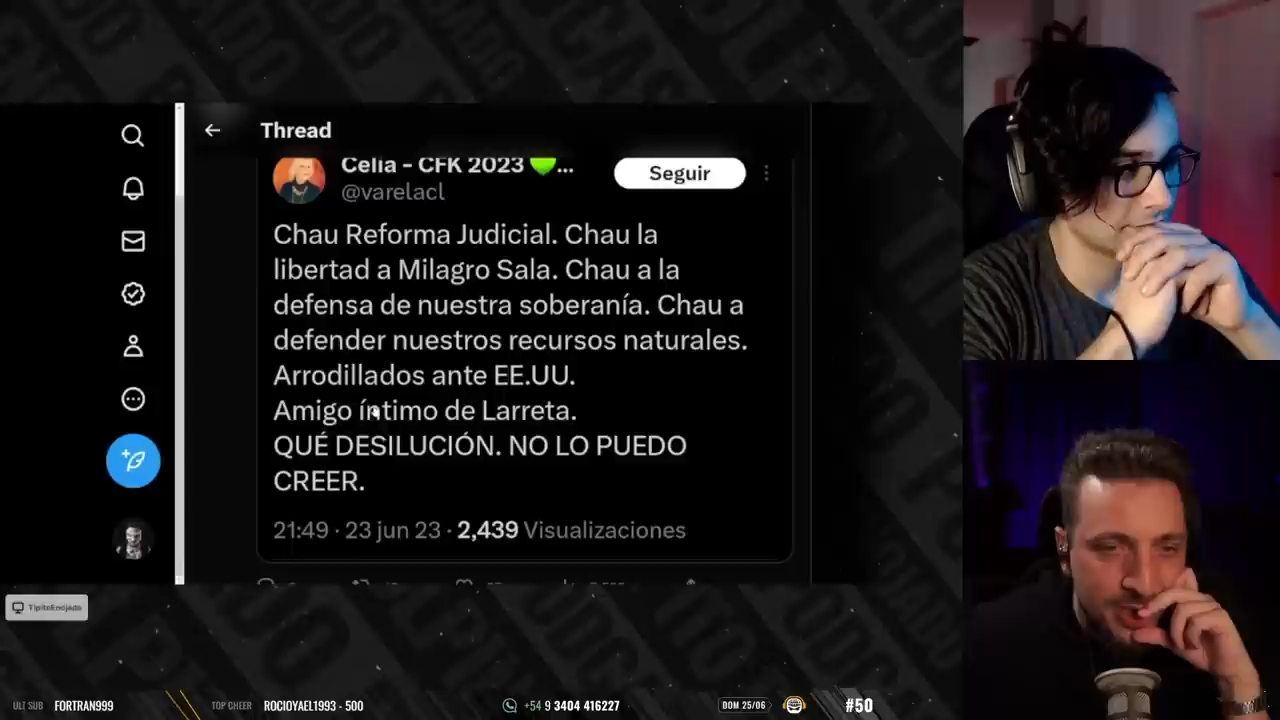 Thread
Celia - CFK 2023 💚...
@varelacl
Seguir
Chau Reforma Judicial. Chau la
libertad a Milagro Sala. Chau a la
defensa de nuestra soberanía. Chau a
defender nuestros recursos naturales.
Arrodillados ante EE.UU.
Amigo íntimo de Larreta.
QUÉ DESILUCIÓN. NO LO PUEDO
CREER.
21:49 · 23 jun 23 · 2,439 Visualizaciones
TipitoEnojado
ULT SUB FORTRAN999 TOP CHEER ROCIOYAEL1993 - 500 +54 9 3404 416227 DOM 25/06 #50